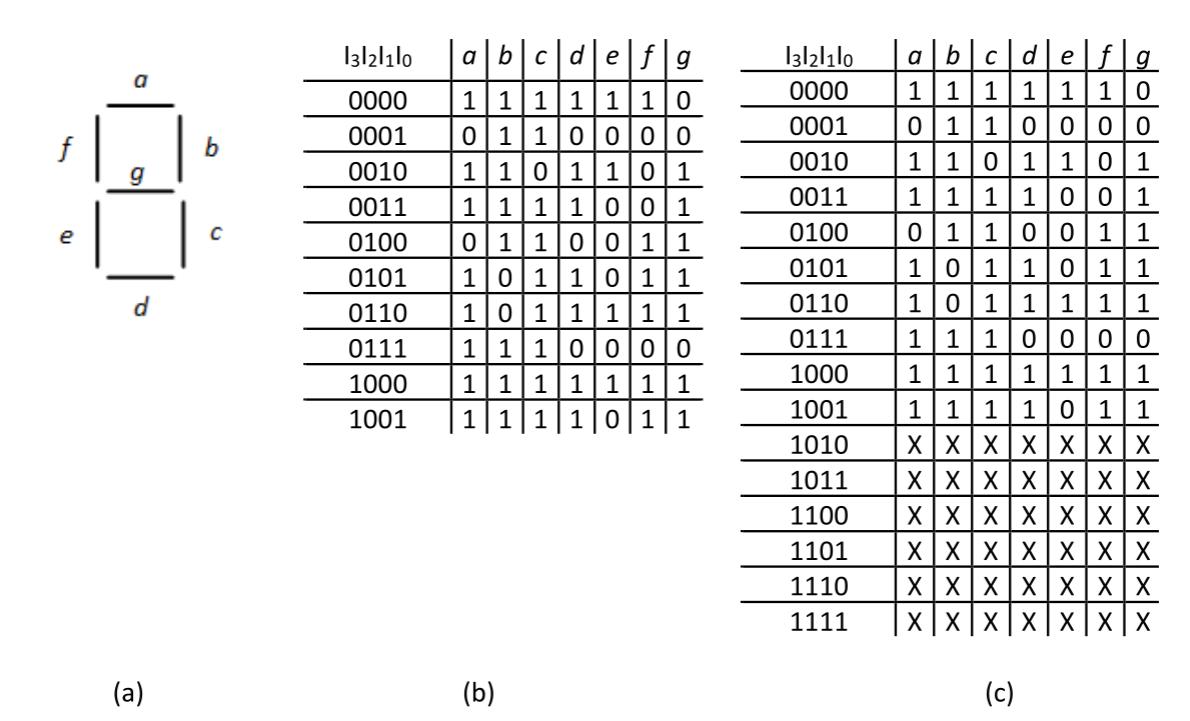 a
f b
g
e c
d
(a)
I₃I₂I₁I₀ a b c d e f g
0000 1 1 1 1 1 1 0
0001 0 1 1 0 0 0 0
0010 1 1 0 1 1 0 1
0011 1 1 1 1 0 0 1
0100 0 1 1 0 0 1 1
0101 1 0 1 1 0 1 1
0110 1 0 1 1 1 1 1
0111 1 1 1 0 0 0 0
1000 1 1 1 1 1 1 1
1001 1 1 1 1 0 1 1
(b)
I₃I₂I₁I₀ a b c d e f g
0000 1 1 1 1 1 1 0
0001 0 1 1 0 0 0 0
0010 1 1 0 1 1 0 1
0011 1 1 1 1 0 0 1
0100 0 1 1 0 0 1 1
0101 1 0 1 1 0 1 1
0110 1 0 1 1 1 1 1
0111 1 1 1 0 0 0 0
1000 1 1 1 1 1 1 1
1001 1 1 1 1 0 1 1
1010 X X X X X X X
1011 X X X X X X X
1100 X X X X X X X
1101 X X X X X X X
1110 X X X X X X X
1111 X X X X X X X
(c)